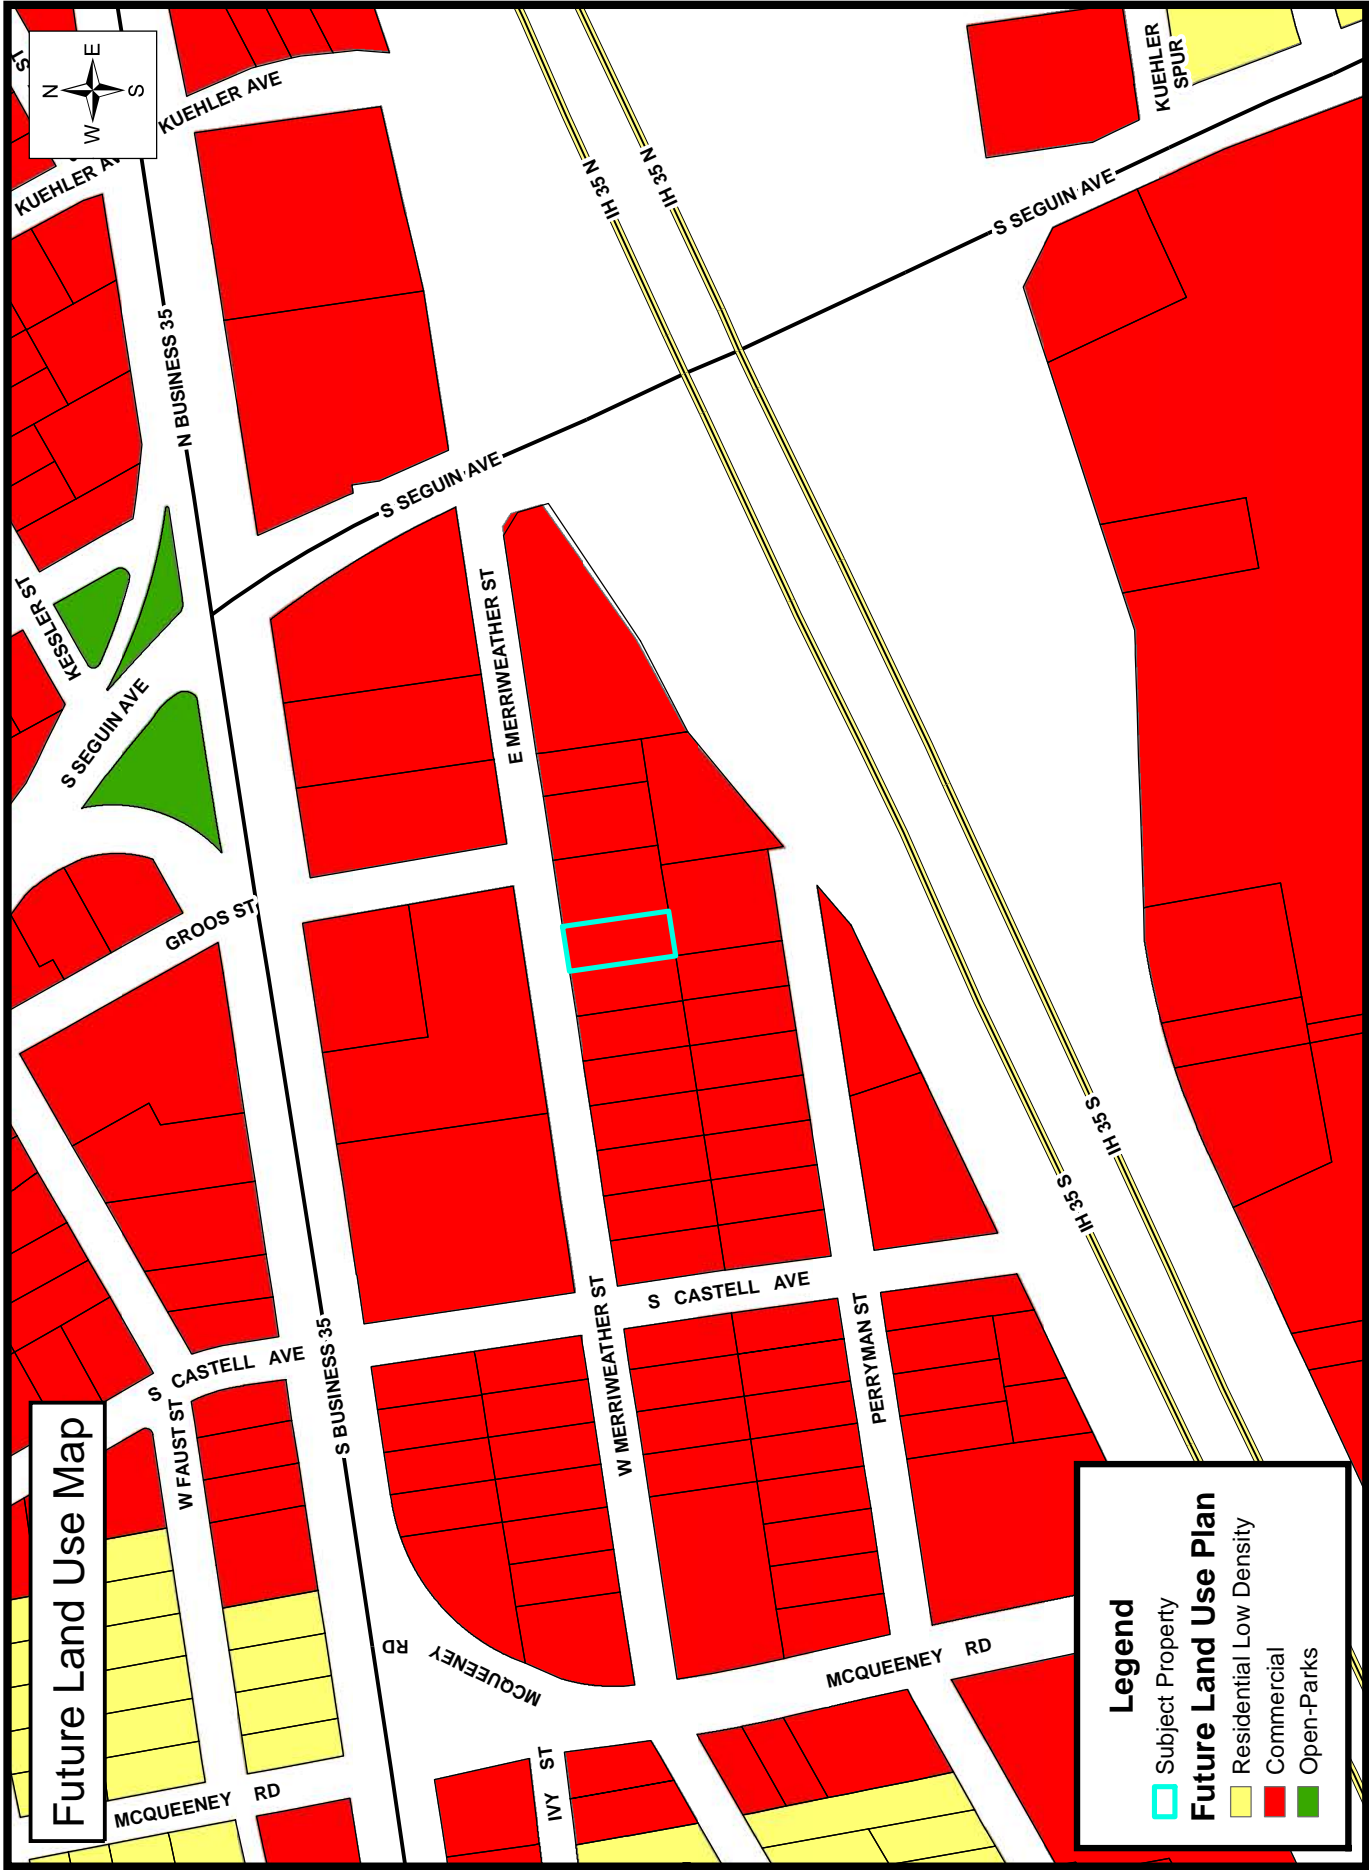 Future Land Use Map
N
E
S
W
ST
KUEHLER AVE
KUEHLER AV
N BUSINESS 35
KESSLER ST
S SEGUIN AVE
GROOS ST
S SEGUIN AVE
E MERRIWEATHER ST
IH 35 N
IH 35 N
S SEGUIN AVE
KUEHLER
SPUR
S CASTELL AVE
W FAUST ST
S BUSINESS 35
W MERRIWEATHER ST
S CASTELL AVE
PERRYMAN ST
IH 35 S
IH 35 S
MCQUEENEY RD
MCQUEENEY RD
MCQUEENEY RD
IVY ST
Legend
Subject Property
Future Land Use Plan
Residential Low Density
Commercial
Open-Parks